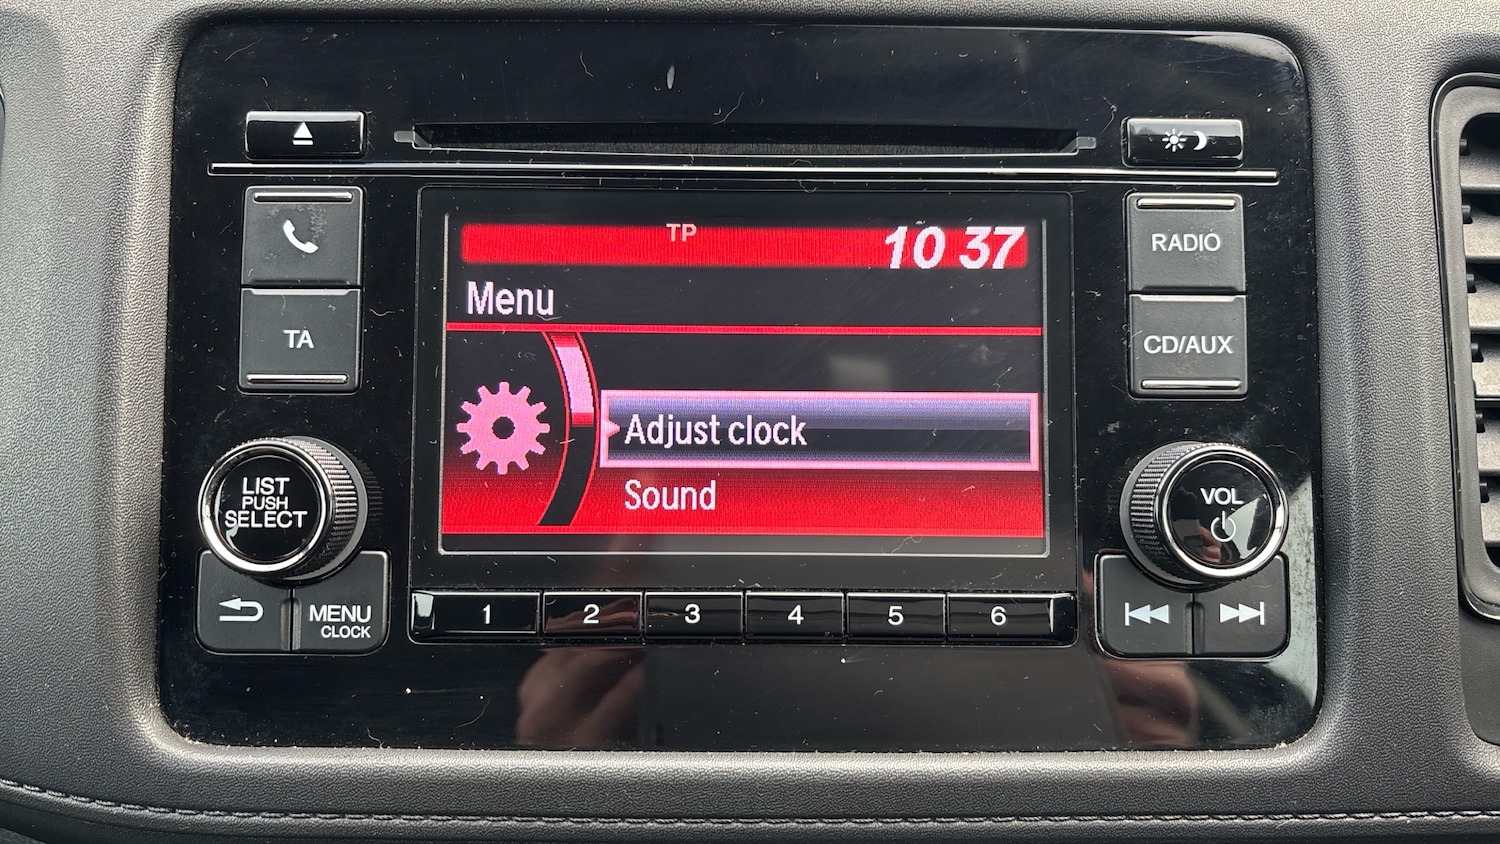 TP 10 37
RADIO
TA
CD/AUX
Menu
Adjust clock
Sound
LIST
PUSH
SELECT
VOL
MENU
CLOCK
1 2 3 4 5 6